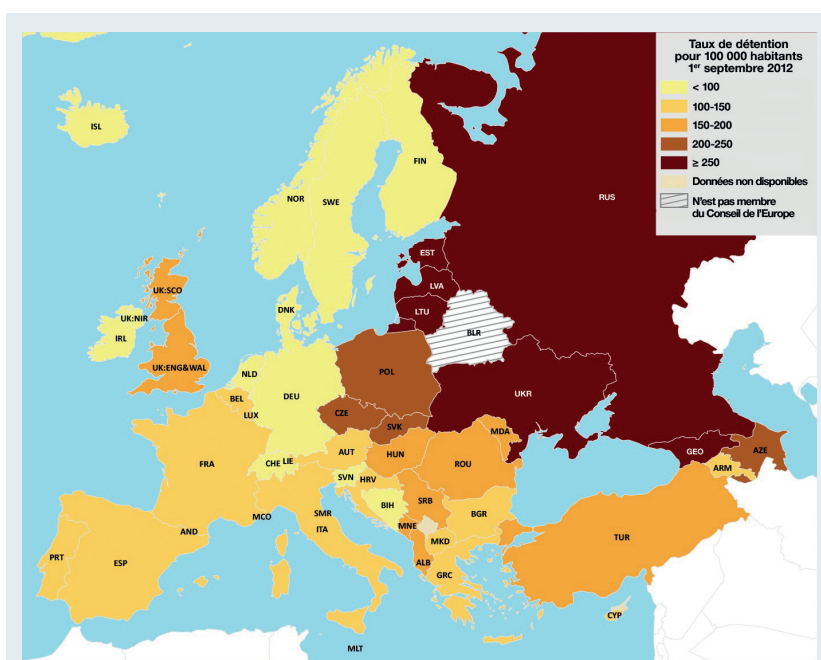 Taux de détention
pour 100 000 habitants
1er septembre 2012
< 100
100-150
150-200
200-250
≥ 250
Données non disponibles
N'est pas membre
du Conseil de l'Europe
ISL
FIN
NOR
SWE
RUS
EST
LVA
LTU
BLR
UK:SCO
UK:NIR
IRL
UK:ENG&WAL
DNK
NLD
BEL
LUX
DEU
POL
CZE
SVK
UKR
MDA
FRA
CHE
LIE
AUT
HUN
ROU
SVN
HRV
BIH
SRB
BGR
GEO
AZE
ARM
MCO
SMR
ITA
MNE
MKD
ALB
GRC
TUR
AND
PRT
ESP
CYP
MLT